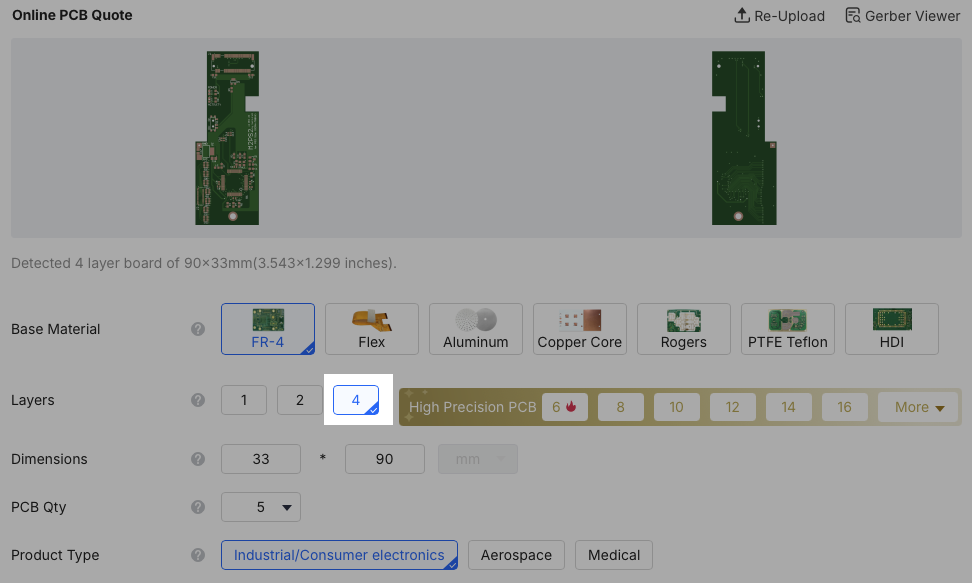 Online PCB Quote
Re-Upload
Gerber Viewer
Detected 4 layer board of 90×33mm(3.543×1.299 inches).
Base Material
?
FR-4
Flex
Aluminum
Copper Core
Rogers
PTFE Teflon
HDI
Layers
?
1
2
4
High Precision PCB
6
8
10
12
14
16
More
Dimensions
?
33
*
90
mm
PCB Qty
?
5
Product Type
?
Industrial/Consumer electronics
Aerospace
Medical